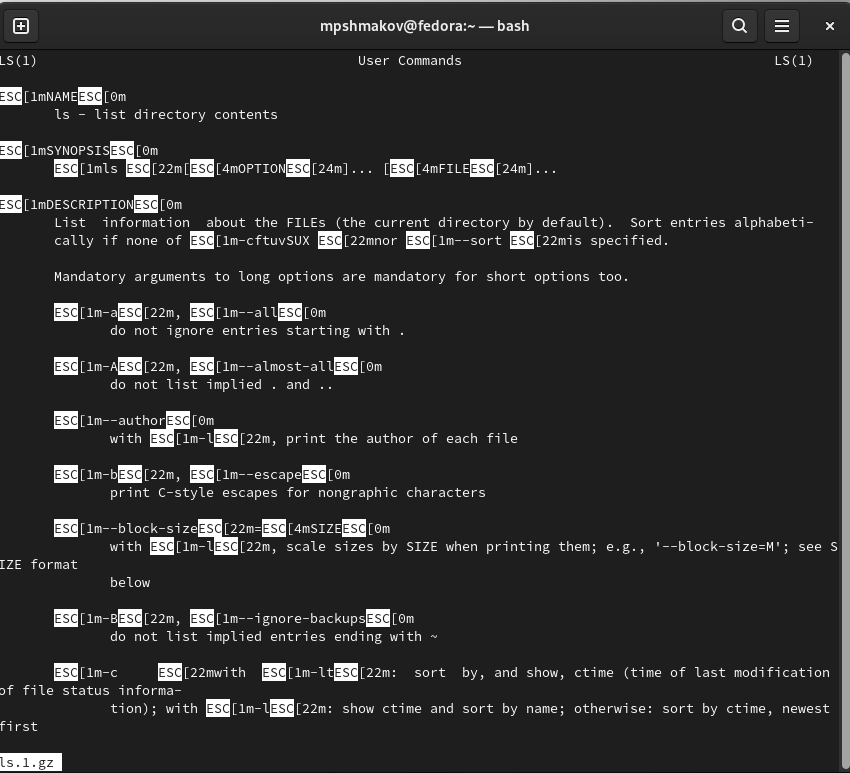 mpshmakov@fedora:~ — bash
LS(1) User Commands LS(1)
ESC[1mNAMEESC[0m
ls - list directory contents
ESC[1mSYNOPSISESC[0m
ESC[1mls ESC[22m[ESC[4mOPTIONESC[24m]... [ESC[4mFILEESC[24m]...
ESC[1mDESCRIPTIONESC[0m
List  information  about the FILEs (the current directory by default).  Sort entries alphabeti-
cally if none of ESC[1m-cftuvSUX ESC[22mnor ESC[1m--sort ESC[22mis specified.
Mandatory arguments to long options are mandatory for short options too.
ESC[1m-aESC[22m, ESC[1m--allESC[0m
do not ignore entries starting with .
ESC[1m-AESC[22m, ESC[1m--almost-allESC[0m
do not list implied . and ..
ESC[1m--authorESC[0m
with ESC[1m-lESC[22m, print the author of each file
ESC[1m-bESC[22m, ESC[1m--escapeESC[0m
print C-style escapes for nongraphic characters
ESC[1m--block-sizeESC[22m=ESC[4mSIZEESC[0m
with ESC[1m-lESC[22m, scale sizes by SIZE when printing them; e.g., '--block-size=M'; see S
IZE format
below
ESC[1m-BESC[22m, ESC[1m--ignore-backupsESC[0m
do not list implied entries ending with ~
ESC[1m-c     ESC[22mwith  ESC[1m-ltESC[22m:  sort  by, and show, ctime (time of last modification
of file status informa-
tion); with ESC[1m-lESC[22m: show ctime and sort by name; otherwise: sort by ctime, newest
first
ls.1.gz